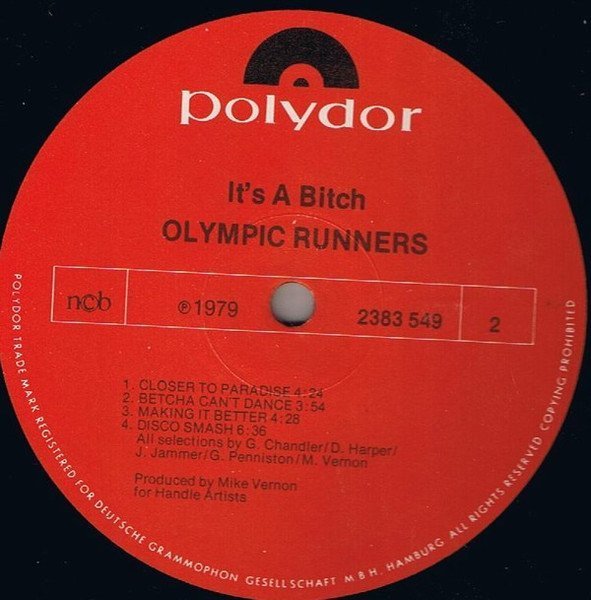 polydor
It's A Bitch
OLYMPIC RUNNERS
ncb
℗1979
2383 549
2
1. CLOSER TO PARADISE 4:24
2. BETCHA CAN'T DANCE 3:54
3. MAKING IT BETTER 4:28
4. DISCO SMASH 6:36
All selections by G. Chandler/D. Harper/
J. Jammer/G. Penniston/M. Vernon
Produced by Mike Vernon
for Handle Artists
POLYDOR TRADE MARK REGISTERED FOR DEUTSCHE GRAMMOPHON GESELLSCHAFT MBH. HAMBURG ALL RIGHTS RESERVED COPYING PROHIBITED